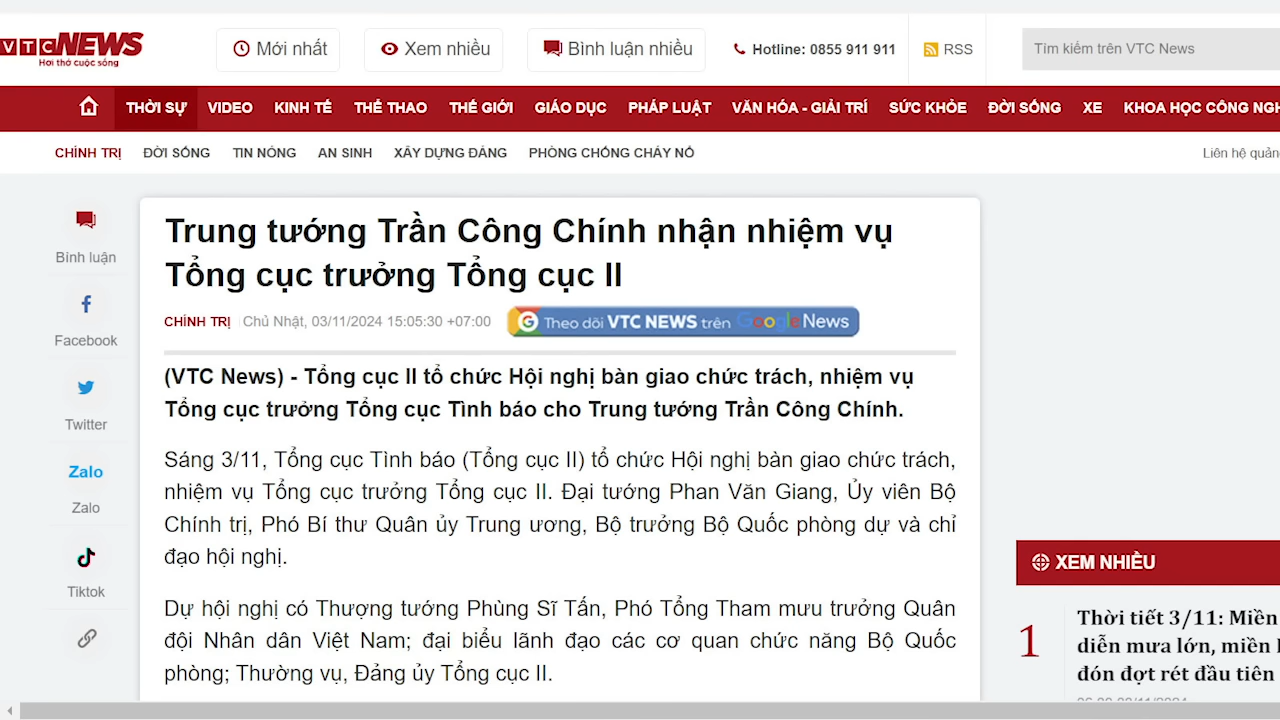 VTC NEWS
Hơi thở cuộc sống
Mới nhất
Xem nhiều
Bình luận nhiều
Hotline: 0855 911 911
RSS
Tìm kiếm trên VTC News
THỜI SỰ VIDEO KINH TẾ THỂ THAO THẾ GIỚI GIÁO DỤC PHÁP LUẬT VĂN HÓA - GIẢI TRÍ SỨC KHỎE ĐỜI SỐNG XE KHOA HỌC CÔNG NGH
CHÍNH TRỊ ĐỜI SỐNG TIN NÓNG AN SINH XÂY DỰNG ĐẢNG PHÒNG CHỐNG CHÁY NỔ
Liên hệ quản
Bình luận
Facebook
Twitter
Zalo
Zalo
Tiktok
Trung tướng Trần Công Chính nhận nhiệm vụ
Tổng cục trưởng Tổng cục II
CHÍNH TRỊ Chủ Nhật, 03/11/2024 15:05:30 +07:00
G Theo dõi VTC NEWS trên Google News
(VTC News) - Tổng cục II tổ chức Hội nghị bàn giao chức trách, nhiệm vụ
Tổng cục trưởng Tổng cục Tình báo cho Trung tướng Trần Công Chính.
Sáng 3/11, Tổng cục Tình báo (Tổng cục II) tổ chức Hội nghị bàn giao chức trách,
nhiệm vụ Tổng cục trưởng Tổng cục II. Đại tướng Phan Văn Giang, Ủy viên Bộ
Chính trị, Phó Bí thư Quân ủy Trung ương, Bộ trưởng Bộ Quốc phòng dự và chỉ
đạo hội nghị.
Dự hội nghị có Thượng tướng Phùng Sĩ Tấn, Phó Tổng Tham mưu trưởng Quân
đội Nhân dân Việt Nam; đại biểu lãnh đạo các cơ quan chức năng Bộ Quốc
phòng; Thường vụ, Đảng ủy Tổng cục II.
XEM NHIỀU
1
Thời tiết 3/11: Miền
diễn mưa lớn, miền
đón đợt rét đầu tiên